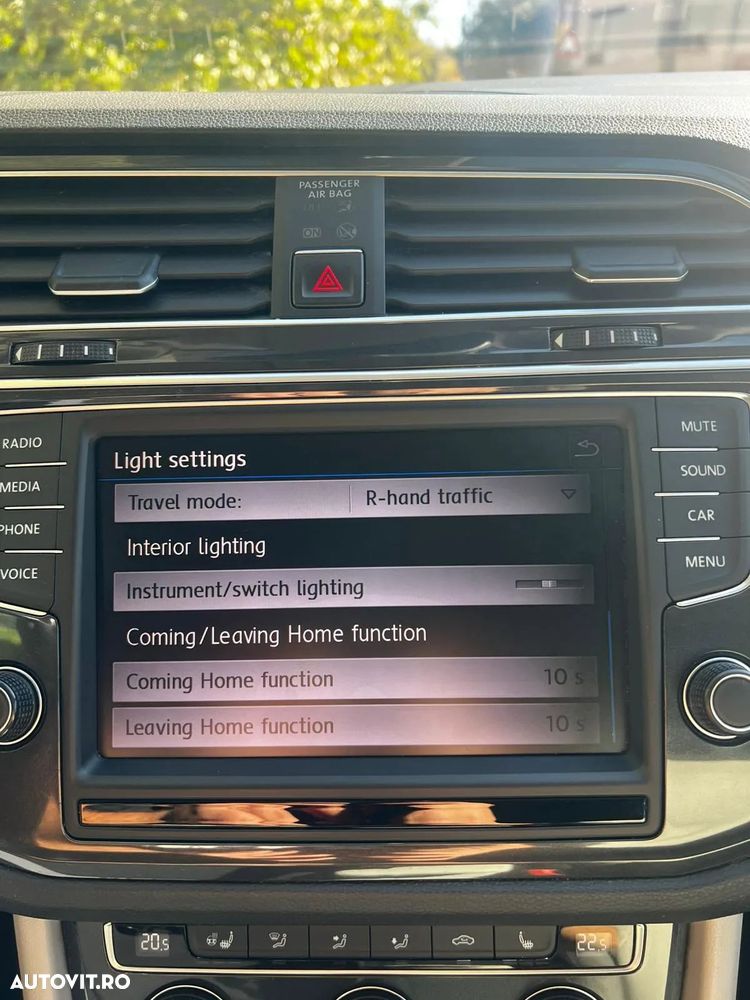 PASSENGER
AIR BAG
ON
RADIO
MEDIA
PHONE
VOICE
Light settings
Travel mode: R-hand traffic
Interior lighting
Instrument/switch lighting
Coming/Leaving Home function
Coming Home function 10 s
Leaving Home function 10 s
MUTE
SOUND
CAR
MENU
20.5
22.5
AUTOVIT.RO